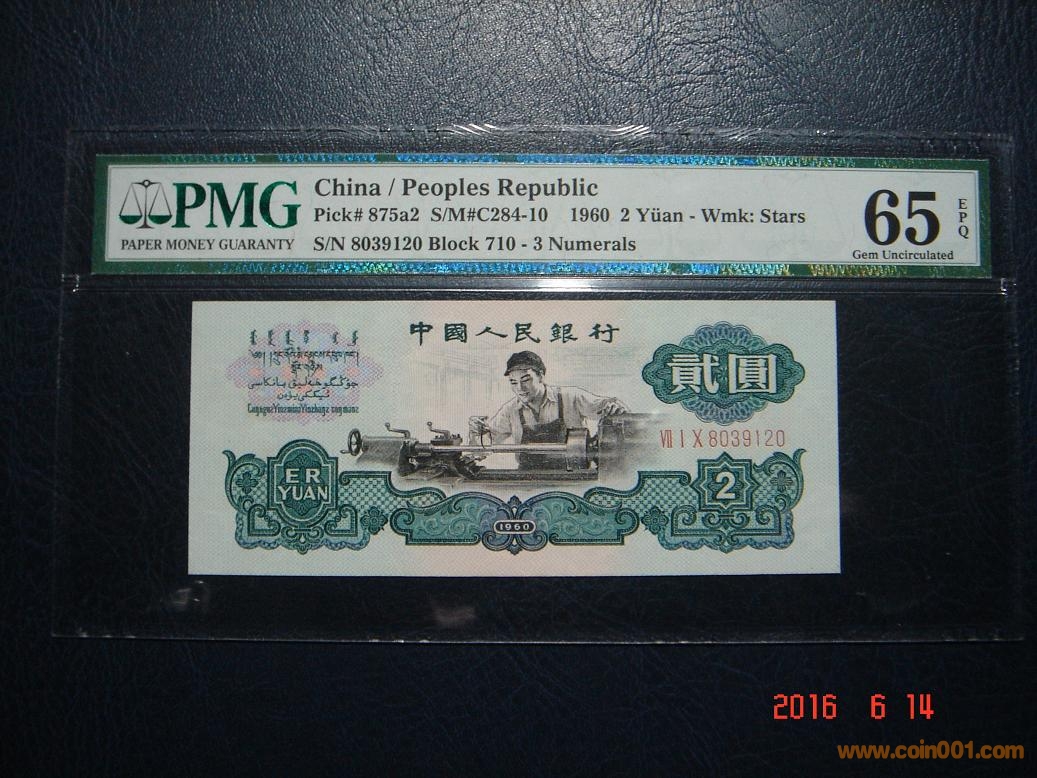 PMG
PAPER MONEY GUARANTY
China / Peoples Republic
Pick# 875a2 S/M#C284-10 1960 2 Yüan - Wmk: Stars
S/N 8039120 Block 710 - 3 Numerals
65
EPQ
Gem Uncirculated
中國人民銀行
貳圓
Ⅶ Ⅰ Ⅹ 8039120
ER
YUAN
2
1960
2016 6 14
www.coin001.com